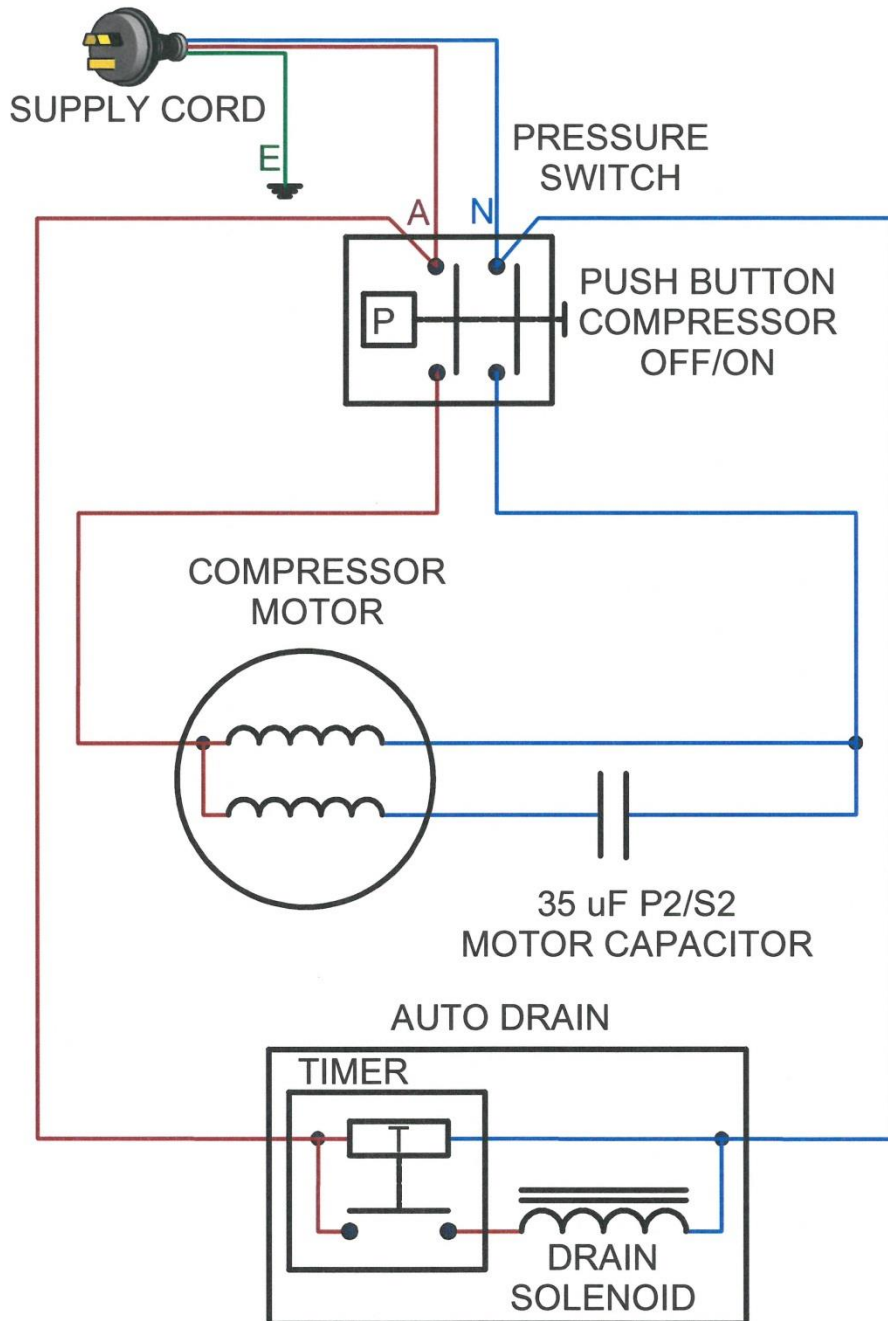 SUPPLY CORD
E
A
N
PRESSURE
SWITCH
P
PUSH BUTTON
COMPRESSOR
OFF/ON
COMPRESSOR
MOTOR
35 uF P2/S2
MOTOR CAPACITOR
AUTO DRAIN
TIMER
T
DRAIN
SOLENOID